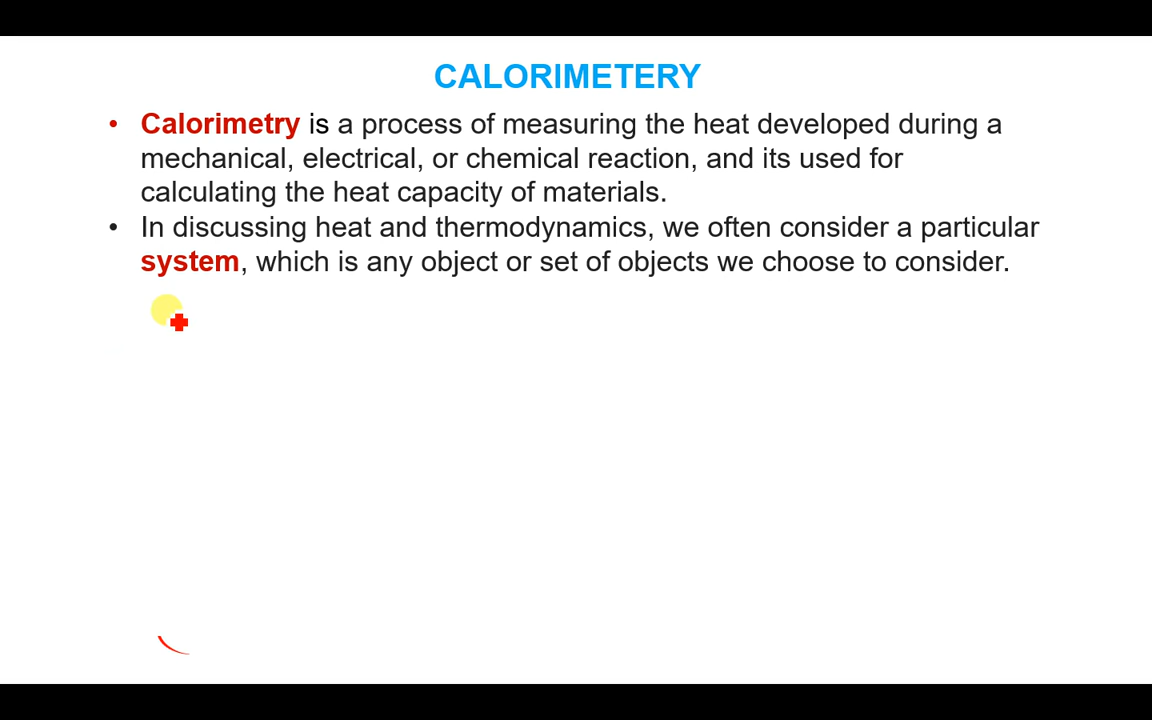 CALORIMETERY
• Calorimetry is a process of measuring the heat developed during a
mechanical, electrical, or chemical reaction, and its used for
calculating the heat capacity of materials.
• In discussing heat and thermodynamics, we often consider a particular
system, which is any object or set of objects we choose to consider.